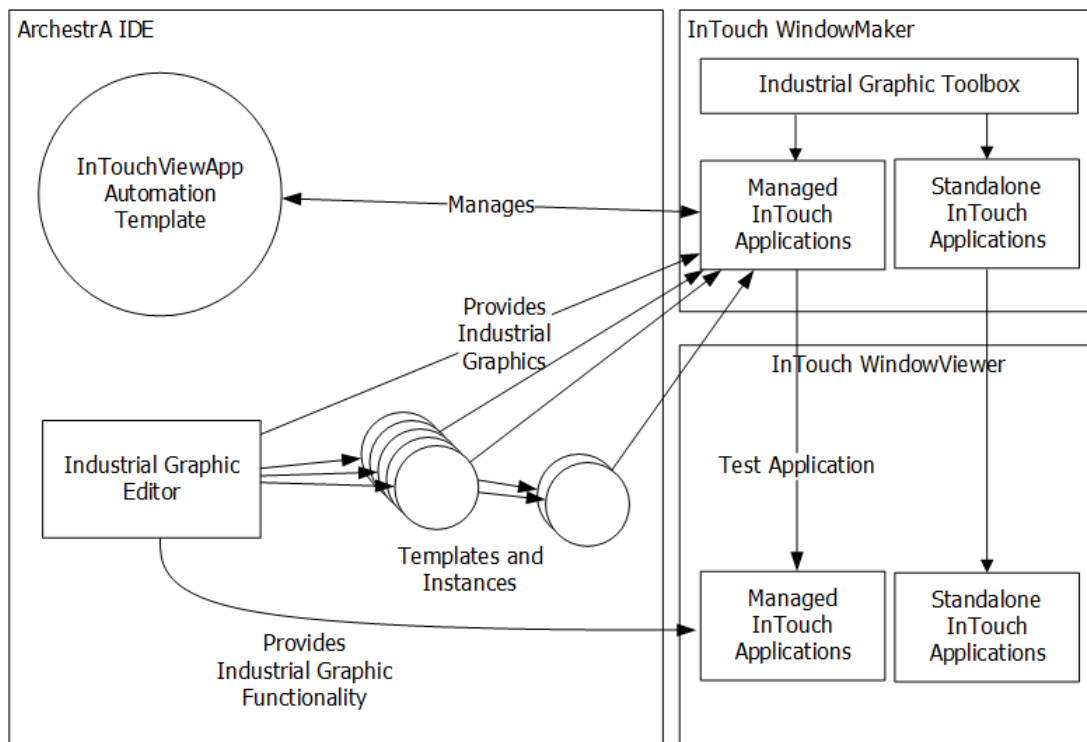 ArchestrA IDE
InTouchViewApp
Automation
Template
Manages
Provides
Industrial
Graphics
Industrial Graphic
Editor
Templates and
Instances
Provides
Industrial Graphic
Functionality
InTouch WindowMaker
Industrial Graphic Toolbox
Managed
InTouch
Applications
Standalone
InTouch
Applications
InTouch WindowViewer
Test Application
Managed
InTouch
Applications
Standalone
InTouch
Applications